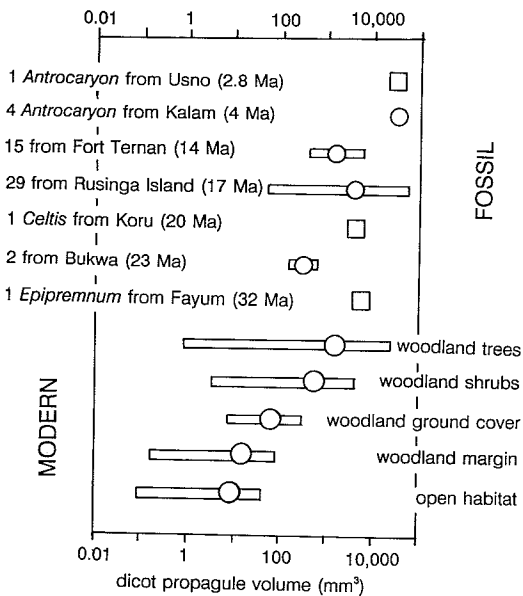 0.01 1 100 10,000
1 Antrocaryon from Usno (2.8 Ma)
4 Antrocaryon from Kalam (4 Ma)
15 from Fort Ternan (14 Ma)
29 from Rusinga Island (17 Ma)
1 Celtis from Koru (20 Ma)
2 from Bukwa (23 Ma)
1 Epipremnum from Fayum (32 Ma)
FOSSIL
woodland trees
woodland shrubs
woodland ground cover
woodland margin
open habitat
MODERN
0.01 1 100 10,000
dicot propagule volume (mm³)